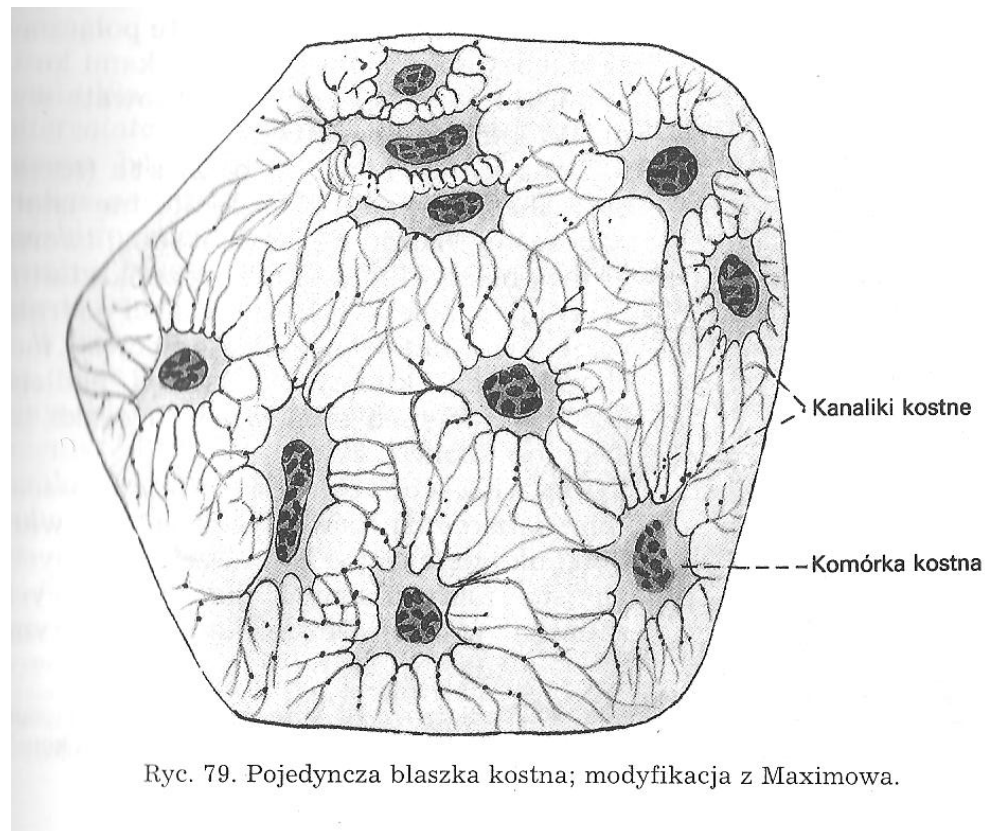 Kanaliki kostne
Komórka kostna
Ryc. 79. Pojedyncza blaszka kostna; modyfikacja z Maximowa.